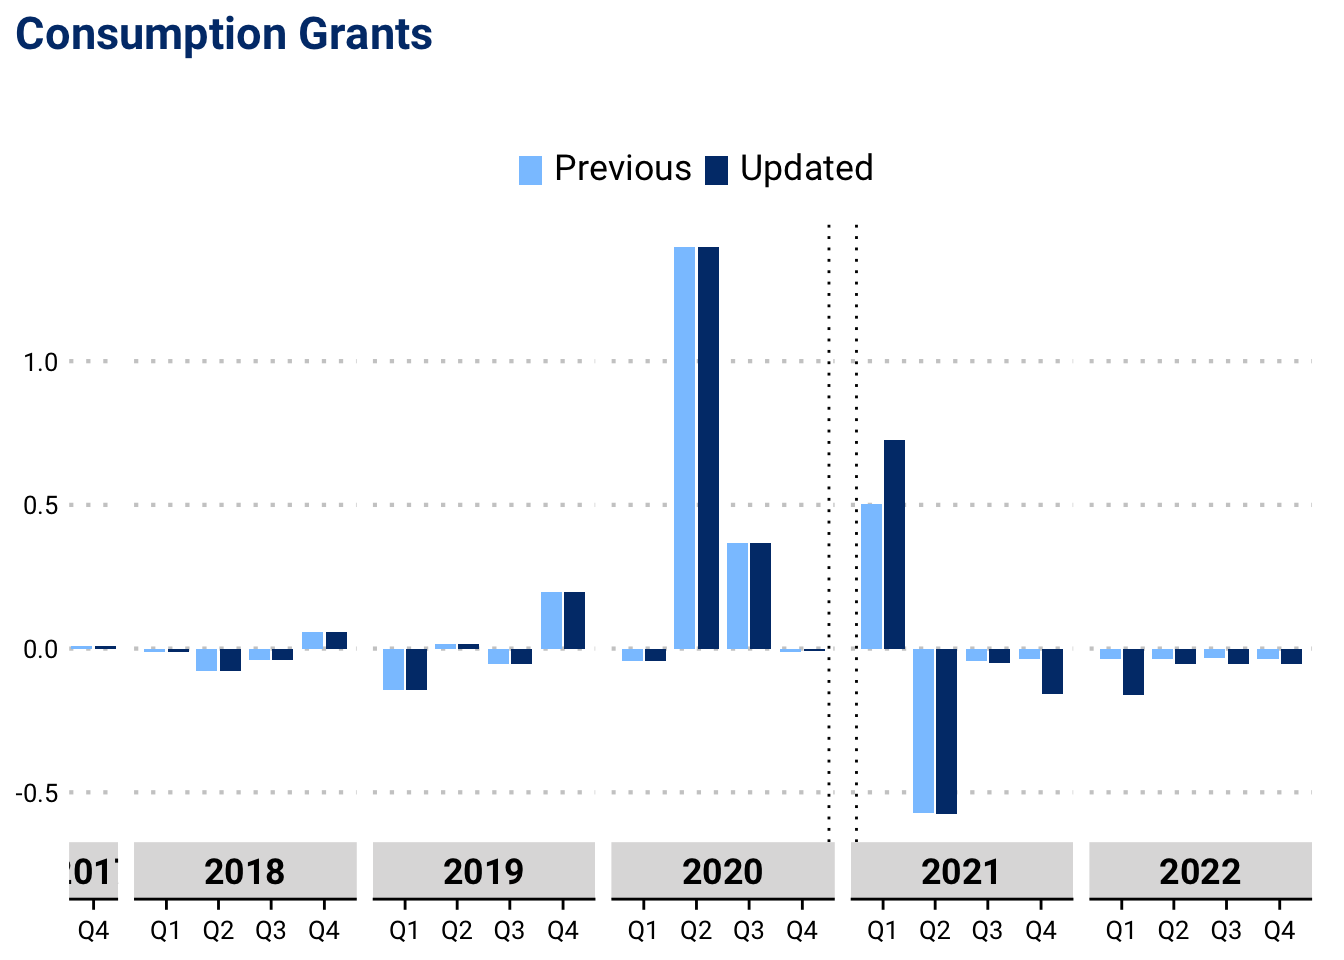 Consumption Grants
Previous Updated
1.0
0.5
0.0
-0.5
2018 2019 2020 2021 2022
Q4 Q1 Q2 Q3 Q4 Q1 Q2 Q3 Q4 Q1 Q2 Q3 Q4 Q1 Q2 Q3 Q4 Q1 Q2 Q3 Q4